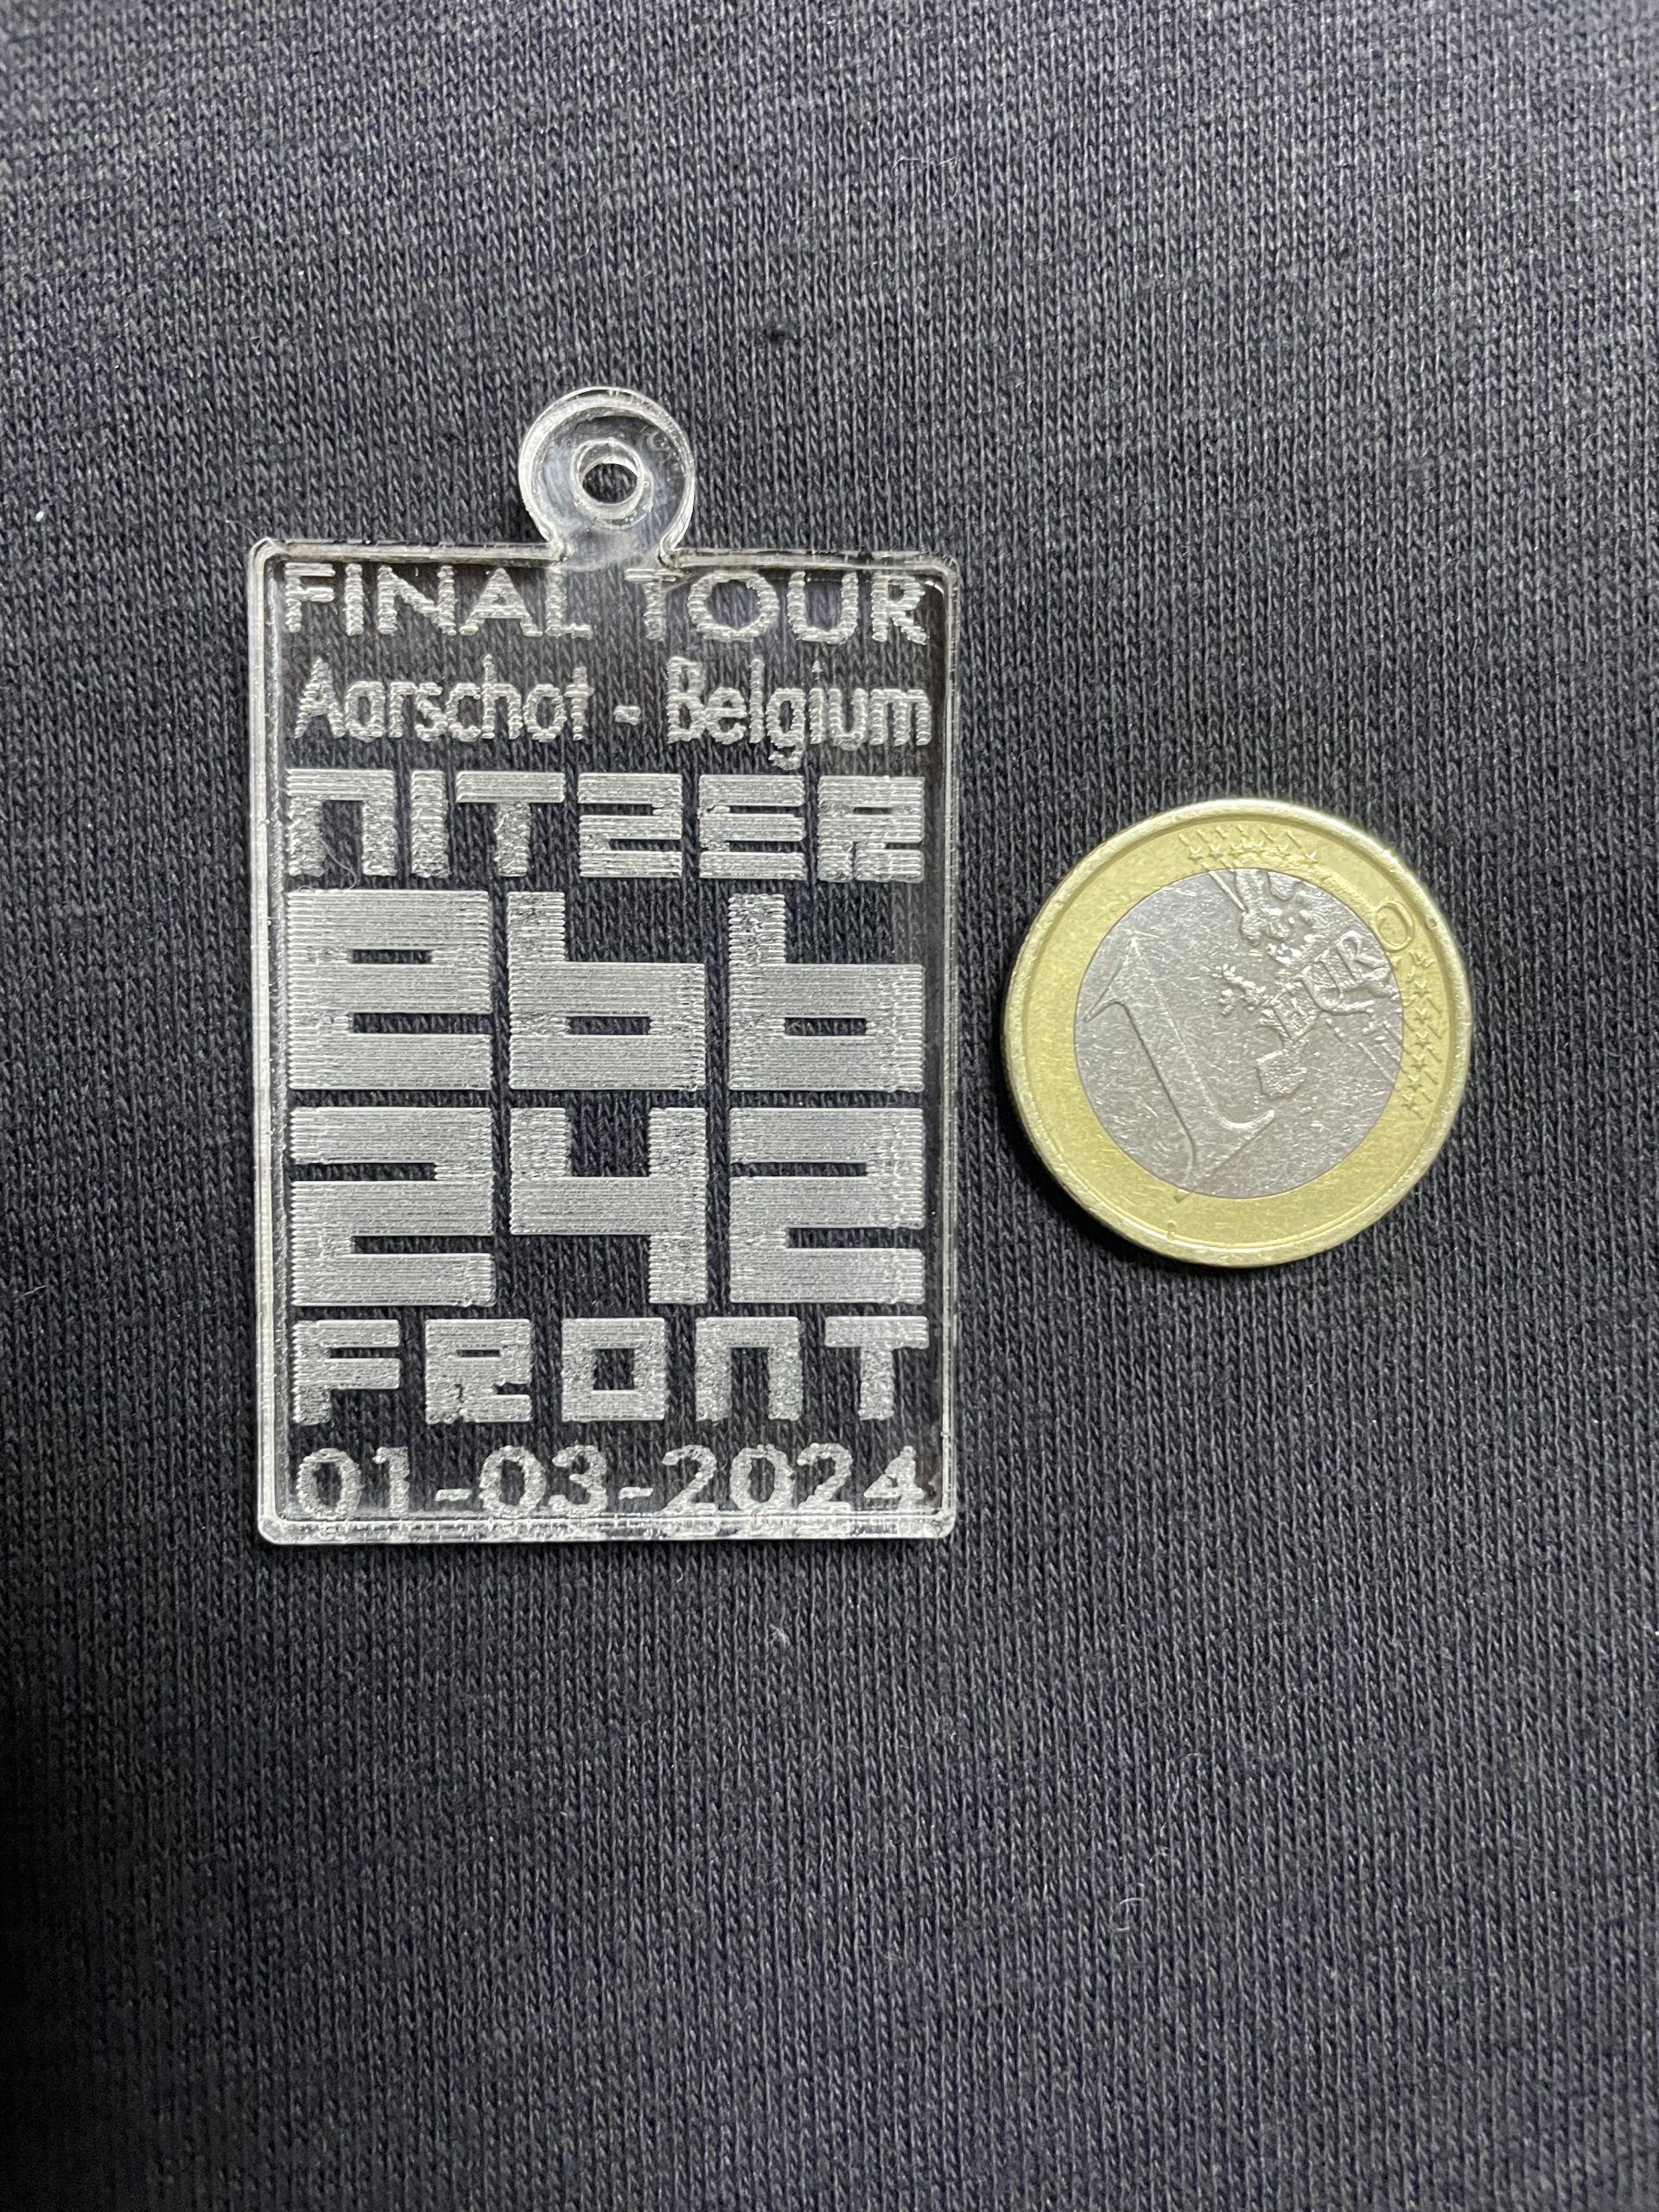 FINAL TOUR
Aarschot - Belgium
NITZER
ebb
242
FRONT
01-03-2024
1 EURO